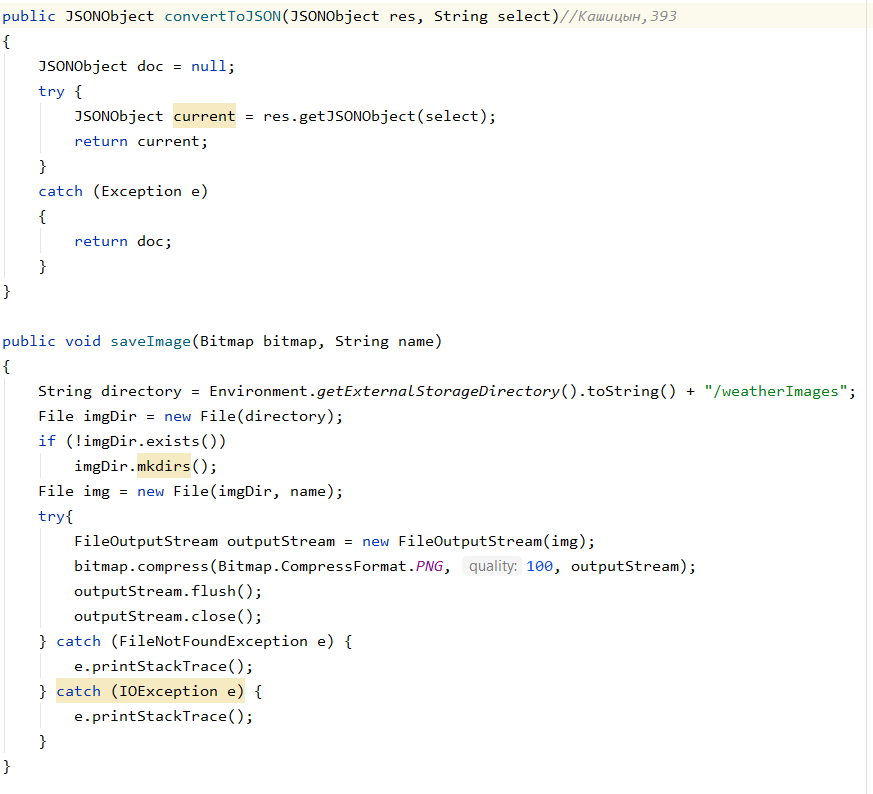 public JSONObject convertToJSON(JSONObject res, String select)//Кашицын,393
{
    JSONObject doc = null;
    try {
        JSONObject current = res.getJSONObject(select);
        return current;
    }
    catch (Exception e)
    {
        return doc;
    }
}
public void saveImage(Bitmap bitmap, String name)
{
    String directory = Environment.getExternalStorageDirectory().toString() + "/weatherImages";
    File imgDir = new File(directory);
    if (!imgDir.exists())
        imgDir.mkdirs();
    File img = new File(imgDir, name);
    try{
        FileOutputStream outputStream = new FileOutputStream(img);
        bitmap.compress(Bitmap.CompressFormat.PNG, quality: 100, outputStream);
        outputStream.flush();
        outputStream.close();
    } catch (FileNotFoundException e) {
        e.printStackTrace();
    } catch (IOException e) {
        e.printStackTrace();
    }
}